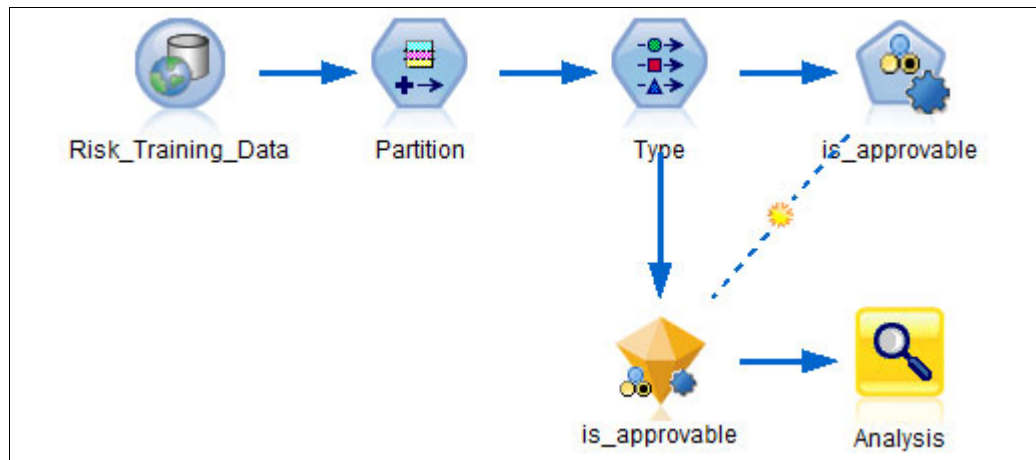 Risk_Training_Data
Partition
Type
is_approvable
is_approvable
Analysis